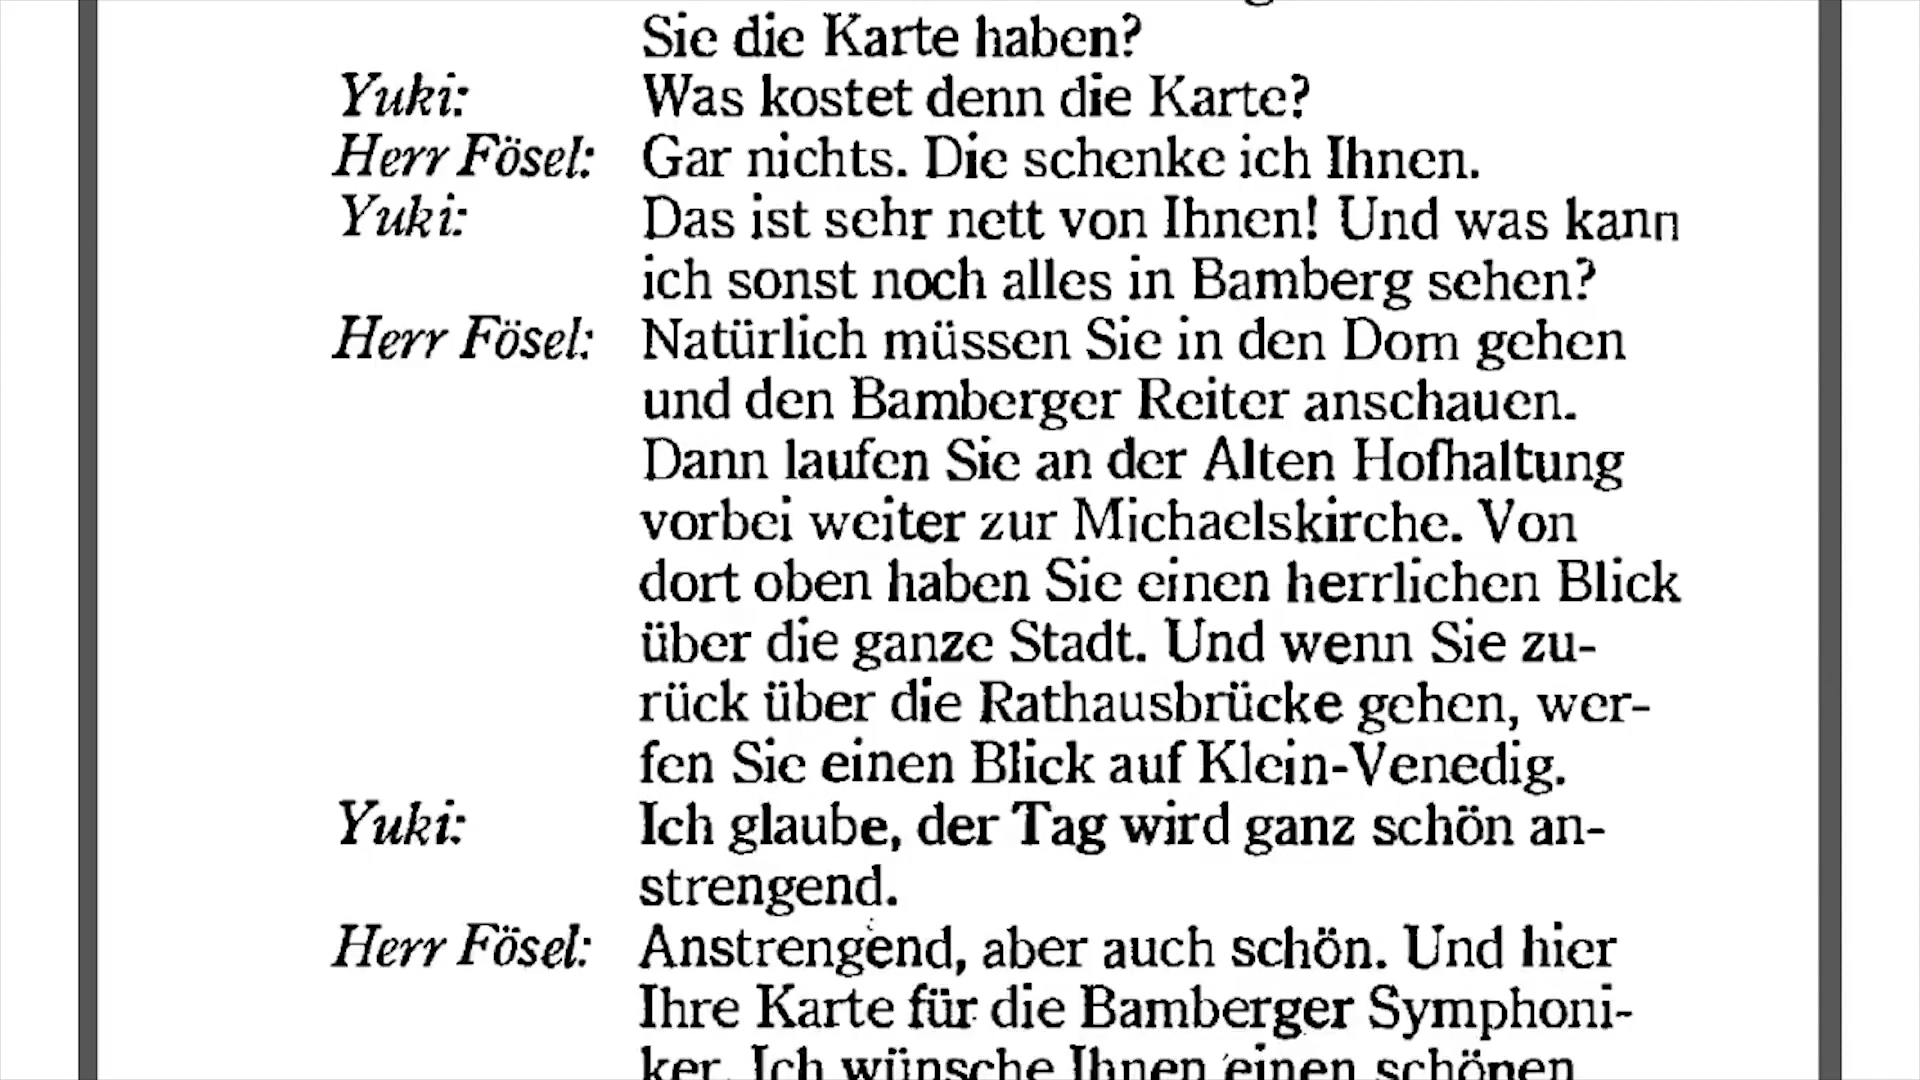 Sie die Karte haben?
Yuki: Was kostet denn die Karte?
Herr Fösel: Gar nichts. Die schenke ich Ihnen.
Yuki: Das ist sehr nett von Ihnen! Und was kann
ich sonst noch alles in Bamberg sehen?
Herr Fösel: Natürlich müssen Sie in den Dom gehen
und den Bamberger Reiter anschauen.
Dann laufen Sie an der Alten Hofhaltung
vorbei weiter zur Michaelskirche. Von
dort oben haben Sie einen herrlichen Blick
über die ganze Stadt. Und wenn Sie zu-
rück über die Rathausbrücke gehen, wer-
fen Sie einen Blick auf Klein-Venedig.
Yuki: Ich glaube, der Tag wird ganz schön an-
strengend.
Herr Fösel: Anstrengend, aber auch schön. Und hier
Ihre Karte für die Bamberger Symphoni-
ker. Ich wünsche Ihnen einen schönen